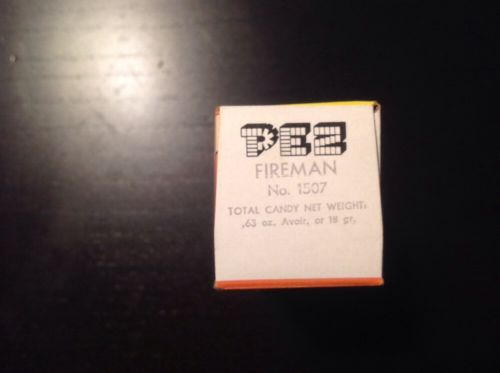 PEZ
FIREMAN
No. 1507
TOTAL CANDY NET WEIGHT:
.63 oz. Avoir. or 18 gr.